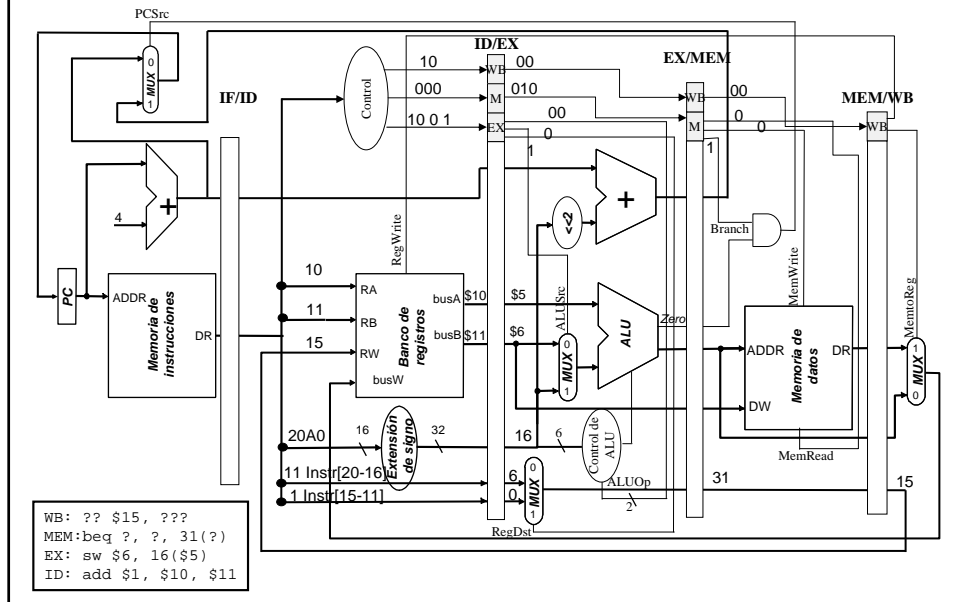 PCSrc
0
MUX
1
IF/ID
ID/EX
EX/MEM
MEM/WB
Control
10
000
10 0 1
WB
M
EX
00
010
00
0
1
WB
M
00
0
0
1
WB
+
4
+
<<2
Branch
RegWrite
MemWrite
MemtoReg
PC
ADDR
Memoria de
instrucciones
DR
10
11
15
RA
RB
RW
busW
Banco de
registros
busA
busB
$10
$11
$5
$6
ALUSrc
0
MUX
1
ALU
Zero
ADDR
Memoria de
datos
DR
DW
MemRead
1
MUX
0
20A0
16
Extensión
de signo
32
16
6
Control de
ALU
ALUOp
2
11 Instr[20-16]
1 Instr[15-11]
6
0
0
MUX
1
RegDst
31
15
WB: ?? $15, ???
MEM:beq ?, ?, 31(?)
EX: sw $6, 16($5)
ID: add $1, $10, $11